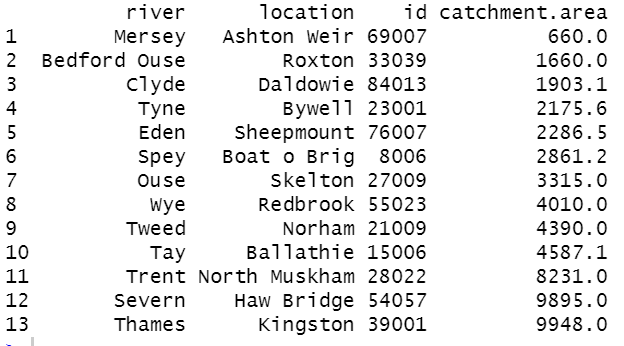 river location id catchment.area
1 Mersey Ashton Weir 69007 660.0
2 Bedford Ouse Roxton 33039 1660.0
3 Clyde Daldowie 84013 1903.1
4 Tyne Bywell 23001 2175.6
5 Eden Sheepmount 76007 2286.5
6 Spey Boat o Brig 8006 2861.2
7 Ouse Skelton 27009 3315.0
8 Wye Redbrook 55023 4010.0
9 Tweed Norham 21009 4390.0
10 Tay Ballathie 15006 4587.1
11 Trent North Muskham 28022 8231.0
12 Severn Haw Bridge 54057 9895.0
13 Thames Kingston 39001 9948.0